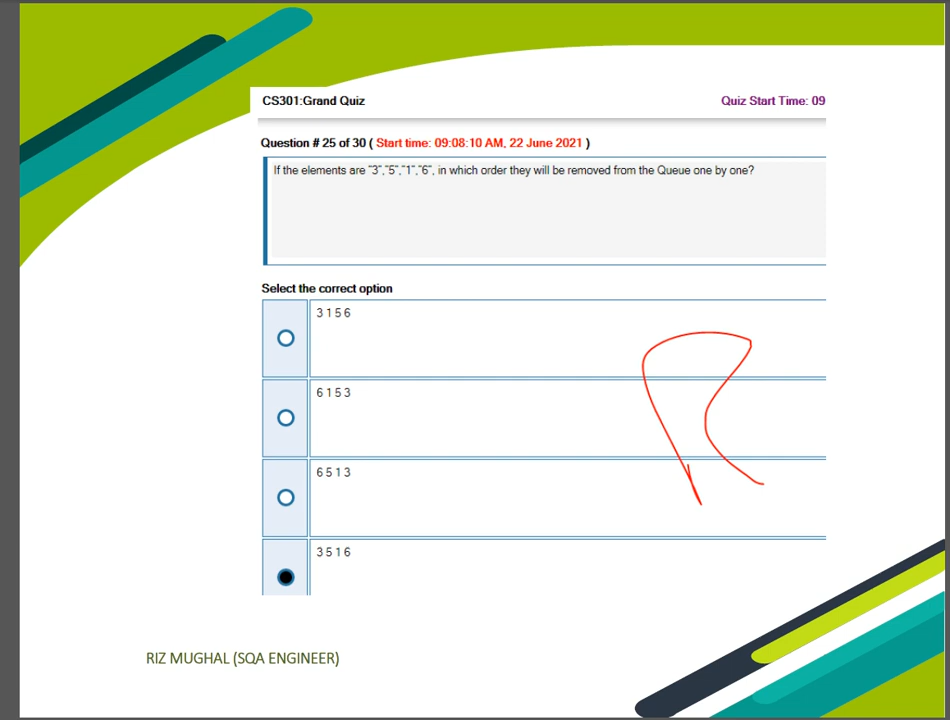 CS301:Grand Quiz
Quiz Start Time: 09
Question # 25 of 30 ( Start time: 09:08:10 AM, 22 June 2021 )
If the elements are "3","5","1","6", in which order they will be removed from the Queue one by one?
Select the correct option
3 1 5 6
6 1 5 3
6 5 1 3
3 5 1 6
RIZ MUGHAL (SQA ENGINEER)